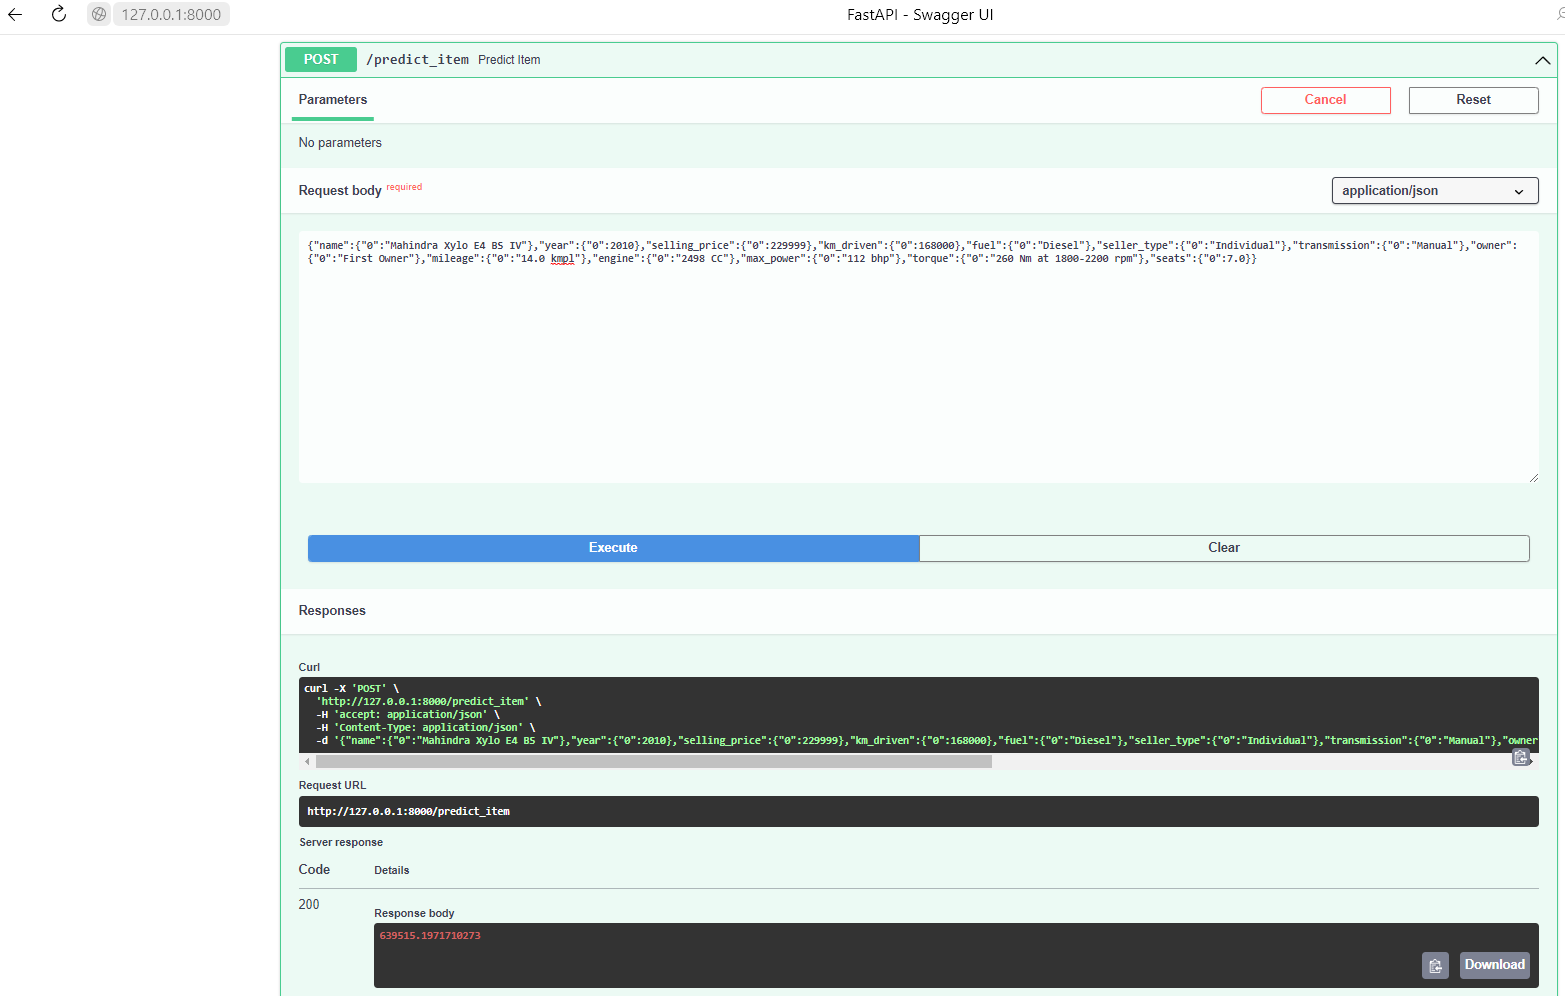 127.0.0.1:8000
FastAPI - Swagger UI
POST /predict_item Predict Item
Parameters
Cancel Reset
No parameters
Request body required
application/json
{"name":{"0":"Mahindra Xylo E4 BS IV"},"year":{"0":2010},"selling_price":{"0":229999},"km_driven":{"0":168000},"fuel":{"0":"Diesel"},"seller_type":{"0":"Individual"},"transmission":{"0":"Manual"},"owner":
{"0":"First Owner"},"mileage":{"0":"14.0 kmpl"},"engine":{"0":"2498 CC"},"max_power":{"0":"112 bhp"},"torque":{"0":"260 Nm at 1800-2200 rpm"},"seats":{"0":7.0}}
Execute Clear
Responses
Curl
curl -X 'POST' \
'http://127.0.0.1:8000/predict_item' \
-H 'accept: application/json' \
-H 'Content-Type: application/json' \
-d '{"name":{"0":"Mahindra Xylo E4 BS IV"},"year":{"0":2010},"selling_price":{"0":229999},"km_driven":{"0":168000},"fuel":{"0":"Diesel"},"seller_type":{"0":"Individual"},"transmission":{"0":"Manual"},"owner
Request URL
http://127.0.0.1:8000/predict_item
Server response
Code Details
200
Response body
639515.1971710273
Download